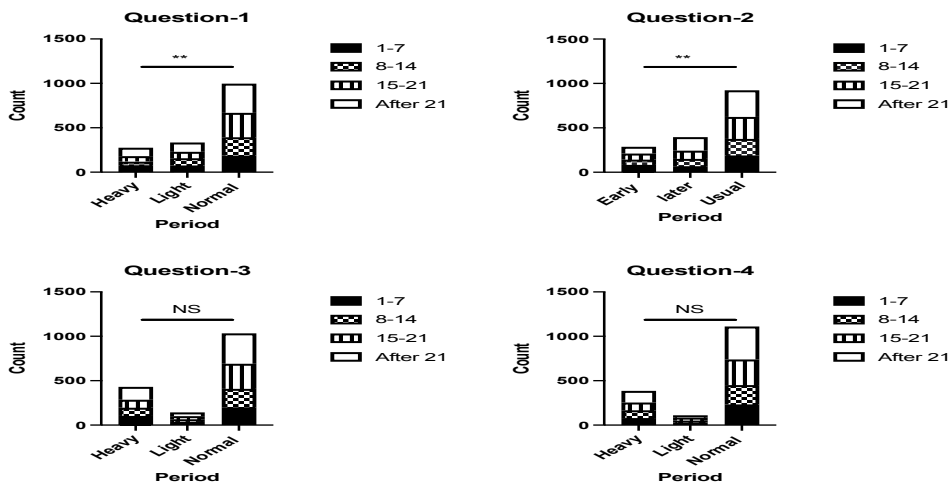 Question-1
1500
1000
500
0
Count
**
Heavy
Light
Normal
Period
1-7
8-14
15-21
After 21
Question-2
1500
1000
500
0
Count
**
Early
later
Usual
Period
1-7
8-14
15-21
After 21
Question-3
1500
1000
500
0
Count
NS
Heavy
Light
Normal
Period
1-7
8-14
15-21
After 21
Question-4
1500
1000
500
0
Count
NS
Heavy
Light
Normal
Period
1-7
8-14
15-21
After 21